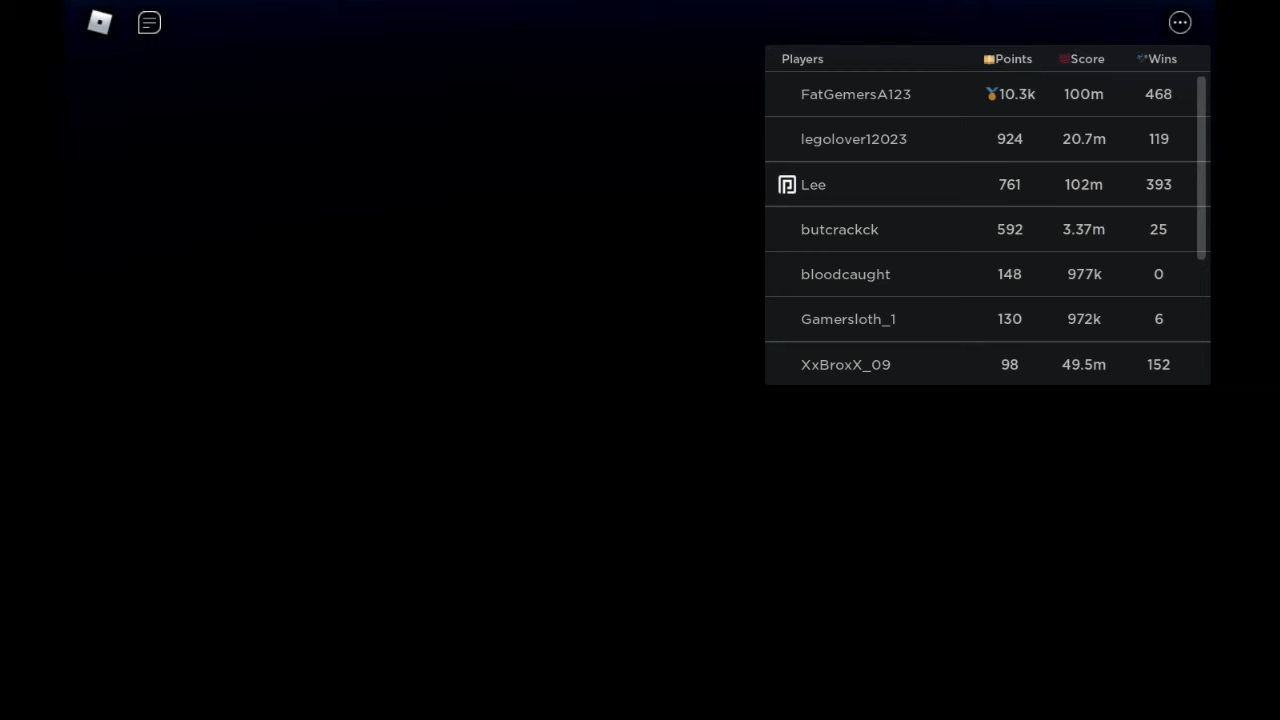 Players Points Score Wins
FatGemersA123 10.3k 100m 468
legolover12023 924 20.7m 119
Lee 761 102m 393
butcrackck 592 3.37m 25
bloodcaught 148 977k 0
Gamersloth_1 130 972k 6
XxBroxX_09 98 49.5m 152